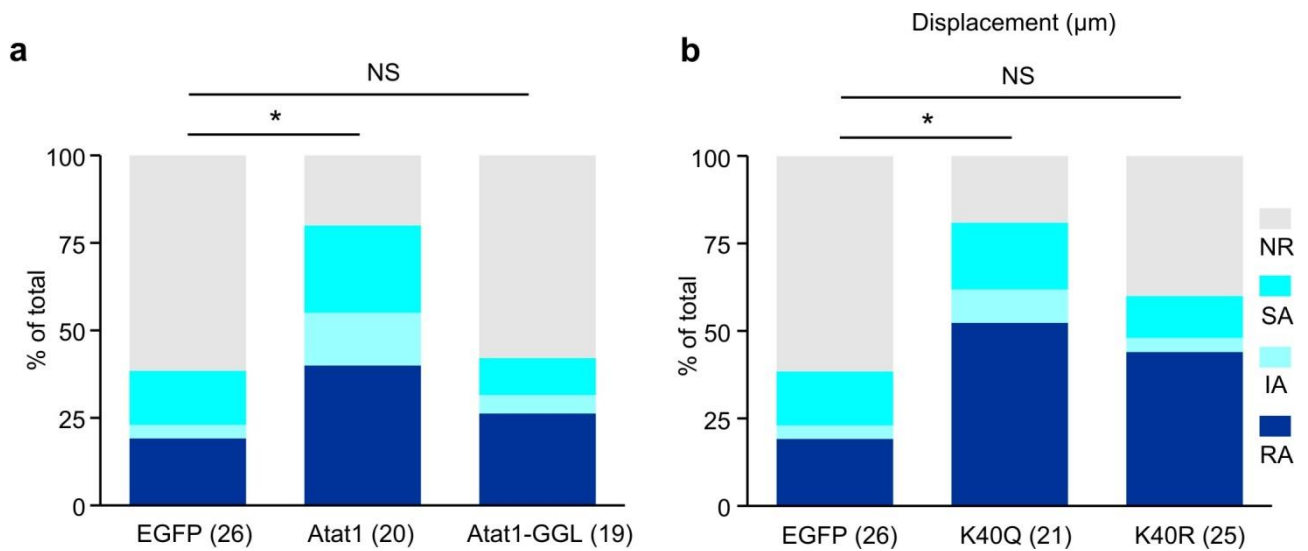 a
NS
*
% of total
100
75
50
25
0
EGFP (26)
Atat1 (20)
Atat1-GGL (19)
Displacement (µm)
b
NS
*
% of total
100
75
50
25
0
EGFP (26)
K40Q (21)
K40R (25)
NR
SA
IA
RA